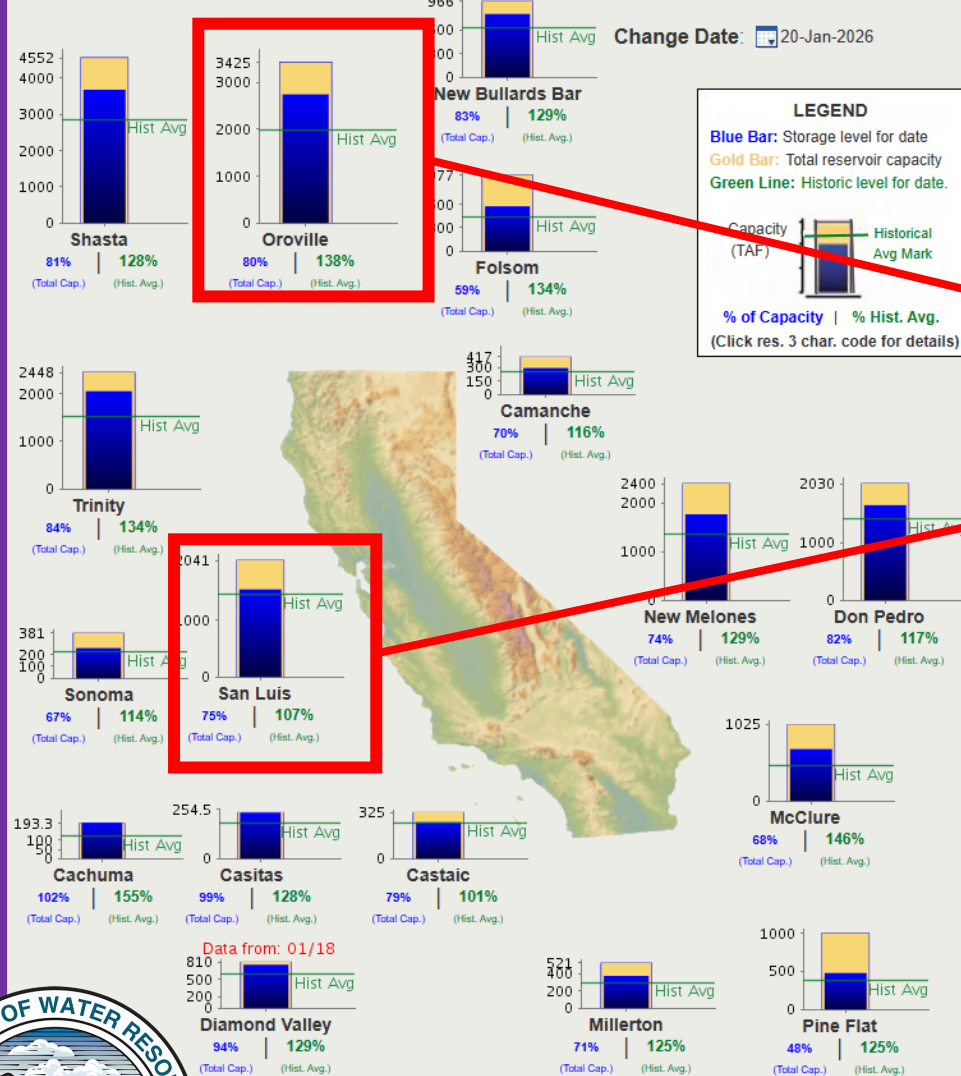 966
600
300
0
Hist Avg
New Bullards Bar
83% | 129%
(Total Cap.) (Hist. Avg.)
Change Date: 20-Jan-2026
4552
4000
3000
2000
1000
0
Hist Avg
Shasta
81% | 128%
(Total Cap.) (Hist. Avg.)
3425
3000
2000
1000
0
Hist Avg
Oroville
80% | 138%
(Total Cap.) (Hist. Avg.)
0
Hist Avg
Folsom
59% | 134%
(Total Cap.) (Hist. Avg.)
LEGEND
Blue Bar: Storage level for date
Gold Bar: Total reservoir capacity
Green Line: Historic level for date.
Capacity
(TAF)
Historical
Avg Mark
% of Capacity | % Hist. Avg.
(Click res. 3 char. code for details)
417
300
150
0
Hist Avg
Camanche
70% | 116%
(Total Cap.) (Hist. Avg.)
2448
2000
1000
0
Hist Avg
Trinity
84% | 134%
(Total Cap.) (Hist. Avg.)
2400
2000
1000
0
Hist Avg
New Melones
74% | 129%
(Total Cap.) (Hist. Avg.)
2030
1000
0
Hist Avg
Don Pedro
82% | 117%
(Total Cap.) (Hist. Avg.)
381
200
100
0
Hist Avg
Sonoma
67% | 114%
(Total Cap.) (Hist. Avg.)
2041
1000
0
Hist Avg
San Luis
75% | 107%
(Total Cap.) (Hist. Avg.)
1025
0
Hist Avg
McClure
68% | 146%
(Total Cap.) (Hist. Avg.)
193.3
100
50
0
Hist Avg
Cachuma
102% | 155%
(Total Cap.) (Hist. Avg.)
254.5
0
Hist Avg
Casitas
99% | 128%
(Total Cap.) (Hist. Avg.)
325
0
Hist Avg
Castaic
79% | 101%
(Total Cap.) (Hist. Avg.)
Data from: 01/18
810
500
200
0
Hist Avg
Diamond Valley
94% | 129%
(Total Cap.) (Hist. Avg.)
521
400
200
0
Hist Avg
Millerton
71% | 125%
(Total Cap.) (Hist. Avg.)
1000
500
0
Hist Avg
Pine Flat
48% | 125%
(Total Cap.) (Hist. Avg.)
OF WATER RESO